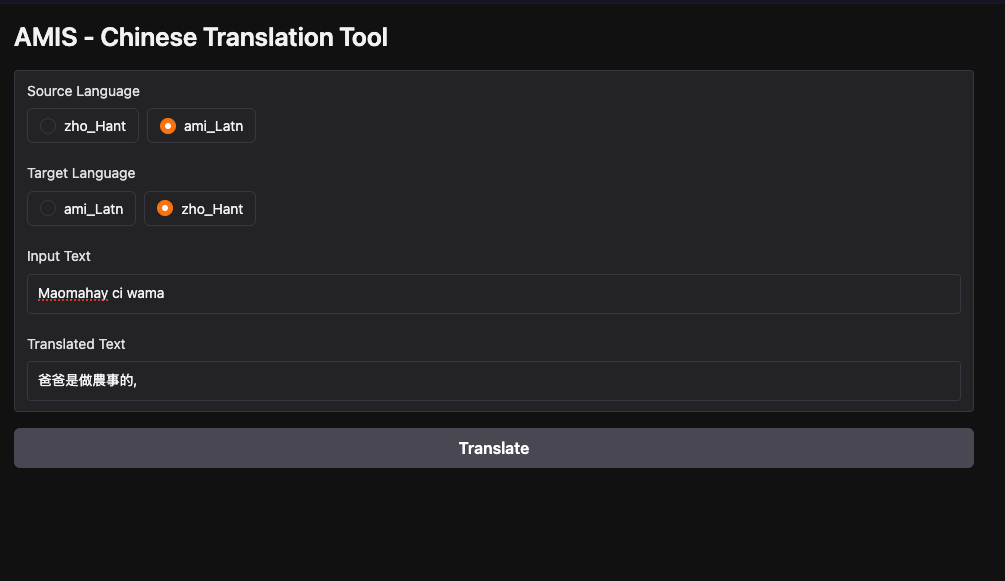 AMIS - Chinese Translation Tool
Source Language
zho_Hant ami_Latn
Target Language
ami_Latn zho_Hant
Input Text
Maomahay ci wama
Translated Text
爸爸是做農事的,
Translate